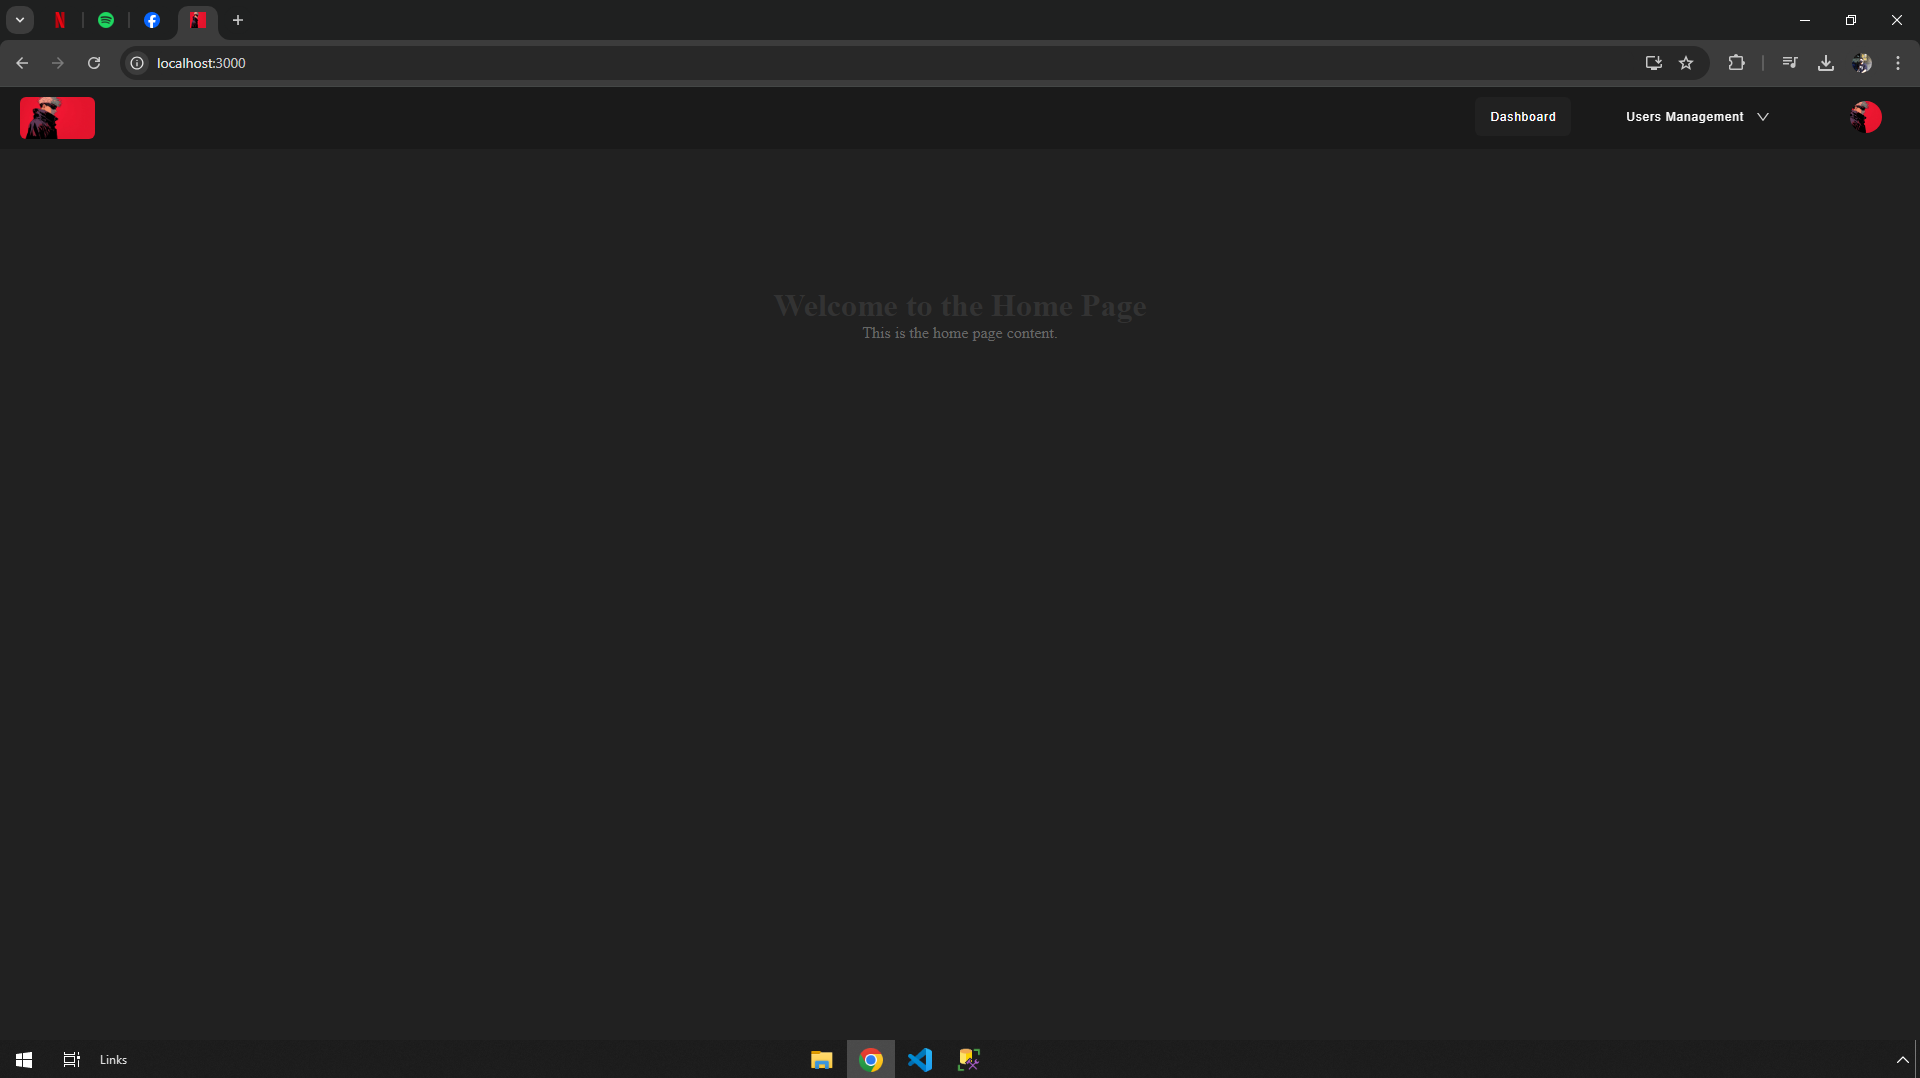 localhost:3000
Dashboard
Users Management
Welcome to the Home Page
This is the home page content.
Links